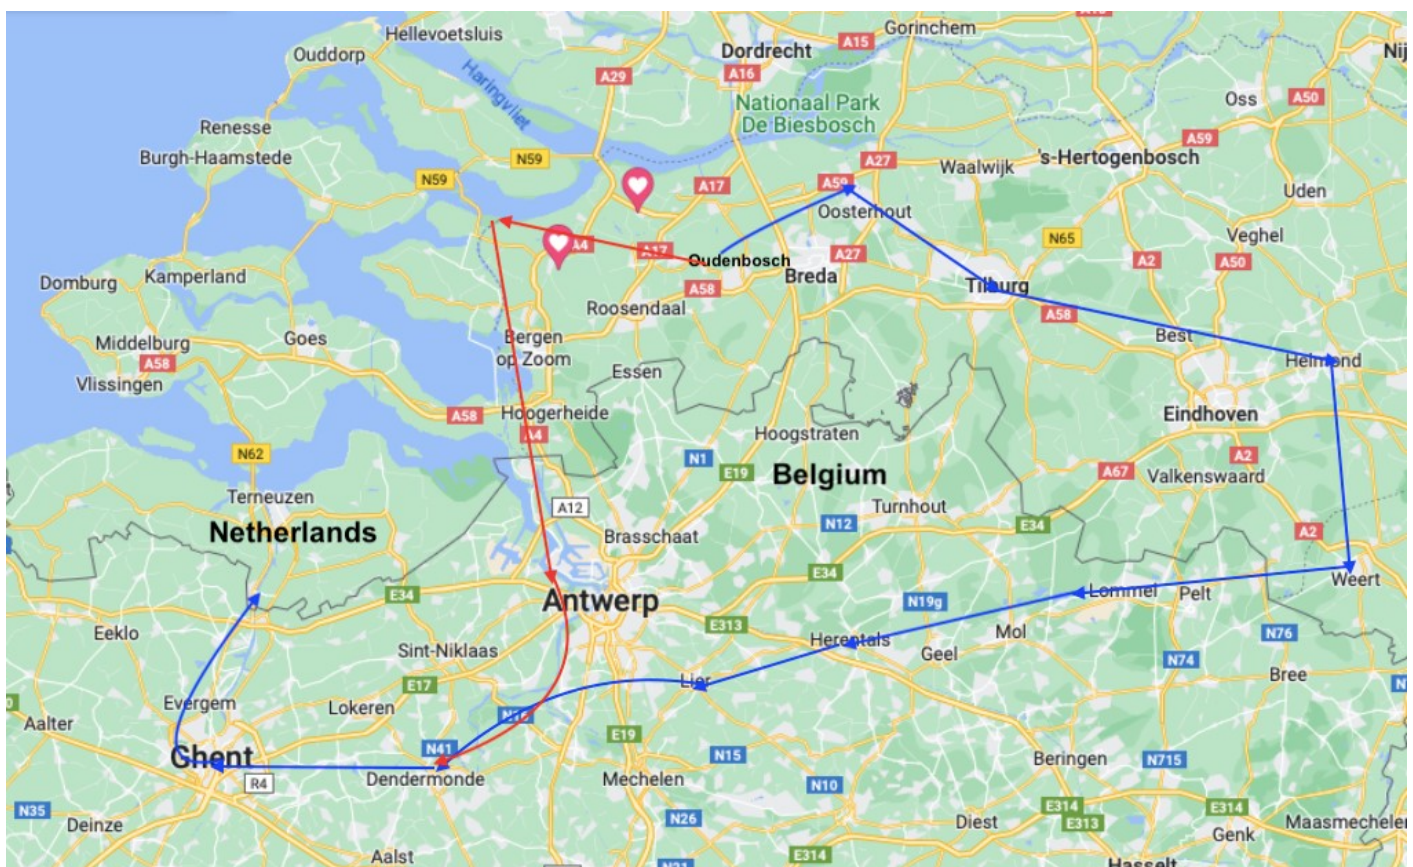 Hellevoetsluis
Gorinchem
A15
Ouddorp
Dordrecht
A15
Haringvliet
A29
A16
Nationaal Park
De Biesbosch
Oss
A50
Renesse
A59
Burgh-Haamstede
N59
A27
Waalwijk
's-Hertogenbosch
N59
A17
A59
Uden
Oosterhout
A4
N65
Veghel
A17
Oudenbosch
A27
A2
A50
Domburg
Kamperland
Breda
A58
Tilburg
Roosendaal
A58
Middelburg
Goes
Bergen
op Zoom
Best
A58
Helmond
Vlissingen
Essen
A58
Hoogerheide
Eindhoven
A4
Hoogstraten
N62
N1
E19
Belgium
A67
A2
Valkenswaard
Terneuzen
A12
Turnhout
Netherlands
N12
E34
A2
Brasschaat
E34
Weert
E34
Antwerp
N19g
Lommel
Pelt
Eeklo
E313
Herentals
Mol
N76
Sint-Niklaas
Geel
N74
Bree
E17
Lier
Evergem
Lokeren
Aalter
N41
E19
N15
Ghent
Beringen
N715
R4
Dendermonde
Mechelen
N10
N35
E314
E314
Deinze
N26
Diest
E313
Genk
Maasmechelen
Aalst
E314
Hasselt